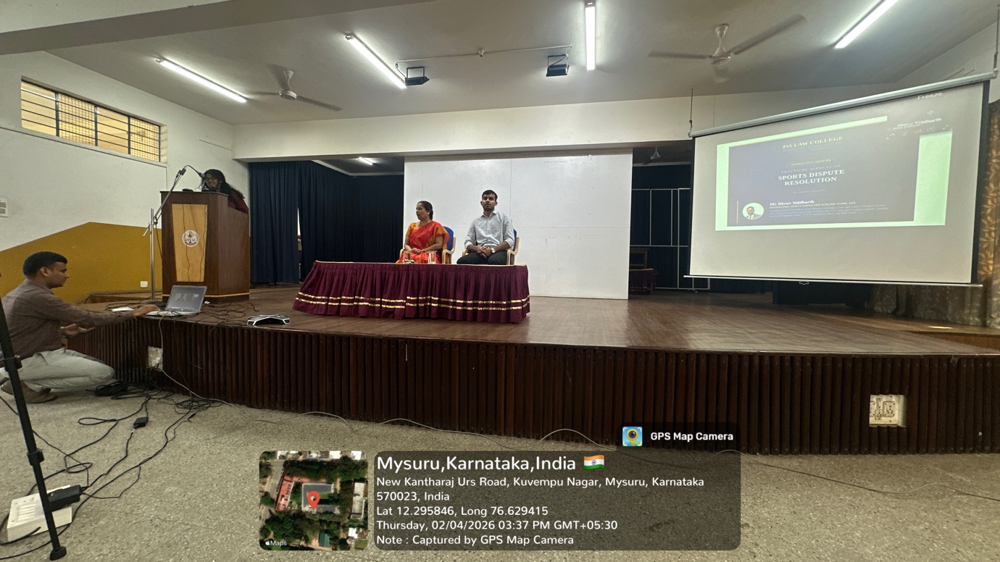 Freeze
JSS LAW COLLEGE
SPORTS DISPUTE
RESOLUTION
Mr. Dhruv Siddharth
GPS Map Camera
Mysuru,Karnataka,India
New Kantharaj Urs Road, Kuvempu Nagar, Mysuru, Karnataka
570023, India
Lat 12.295846, Long 76.629415
Thursday, 02/04/2026 03:37 PM GMT+05:30
Note : Captured by GPS Map Camera
Maps